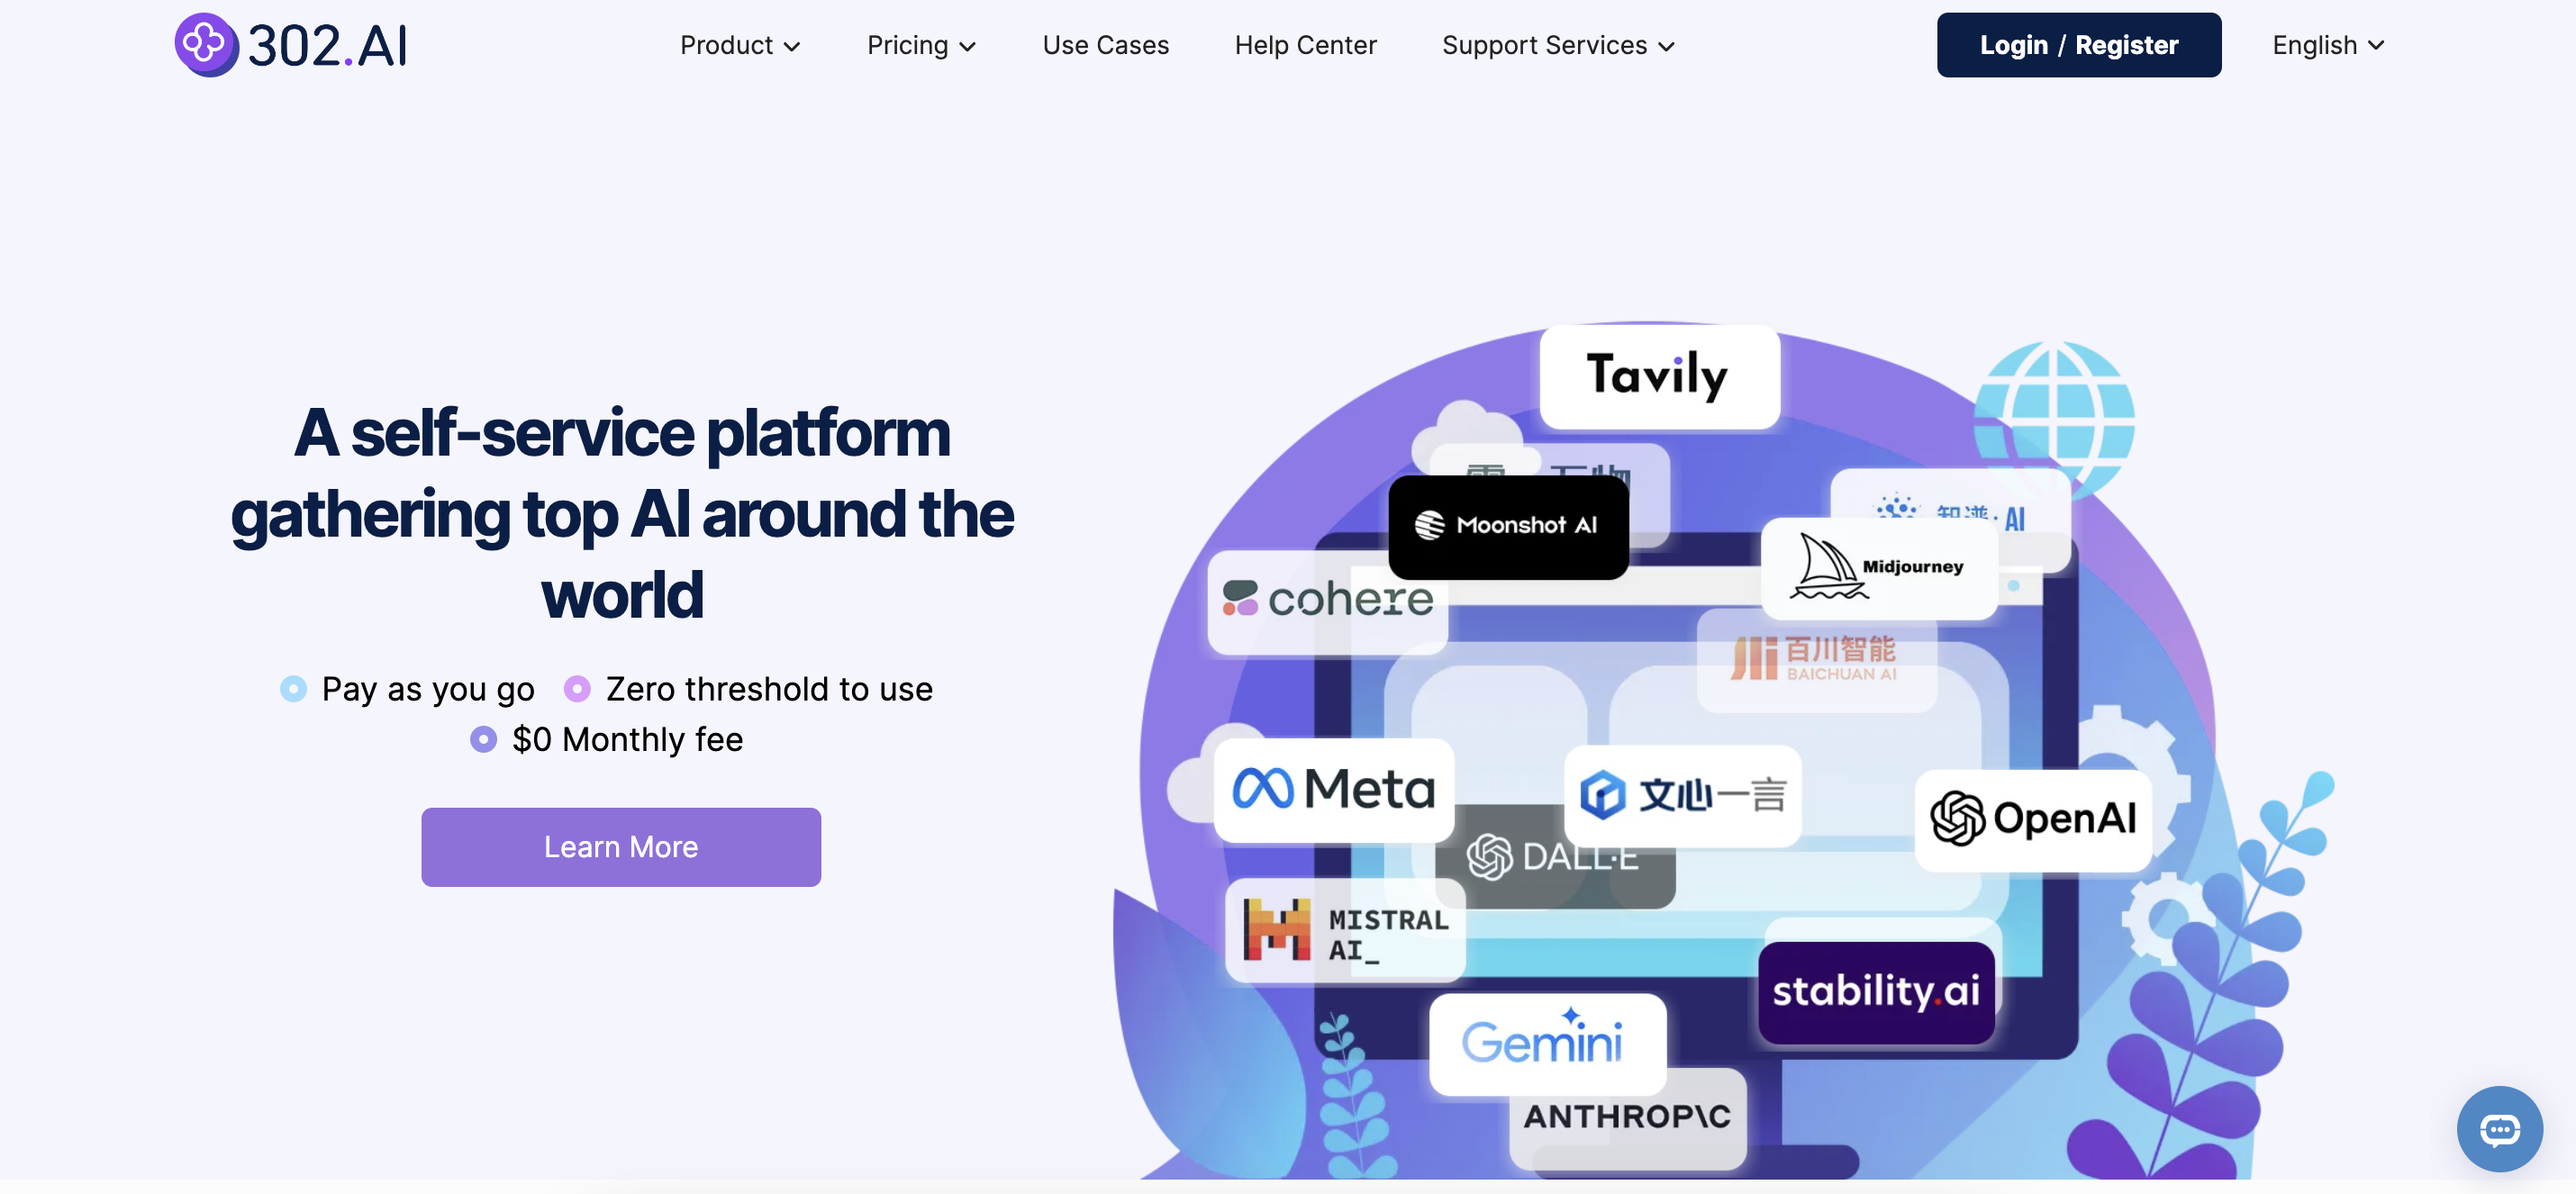 302.AI
Product
Pricing
Use Cases
Help Center
Support Services
Login / Register
English
A self-service platform
gathering top AI around the
world
Pay as you go
Zero threshold to use
$0 Monthly fee
Learn More
Tavily
Moonshot AI
智谱·AI
Midjourney
cohere
百川智能
BAICHUAN AI
Meta
文心一言
OpenAI
DALL·E
MISTRAL
AI_
stability.ai
Gemini
ANTHROP\C